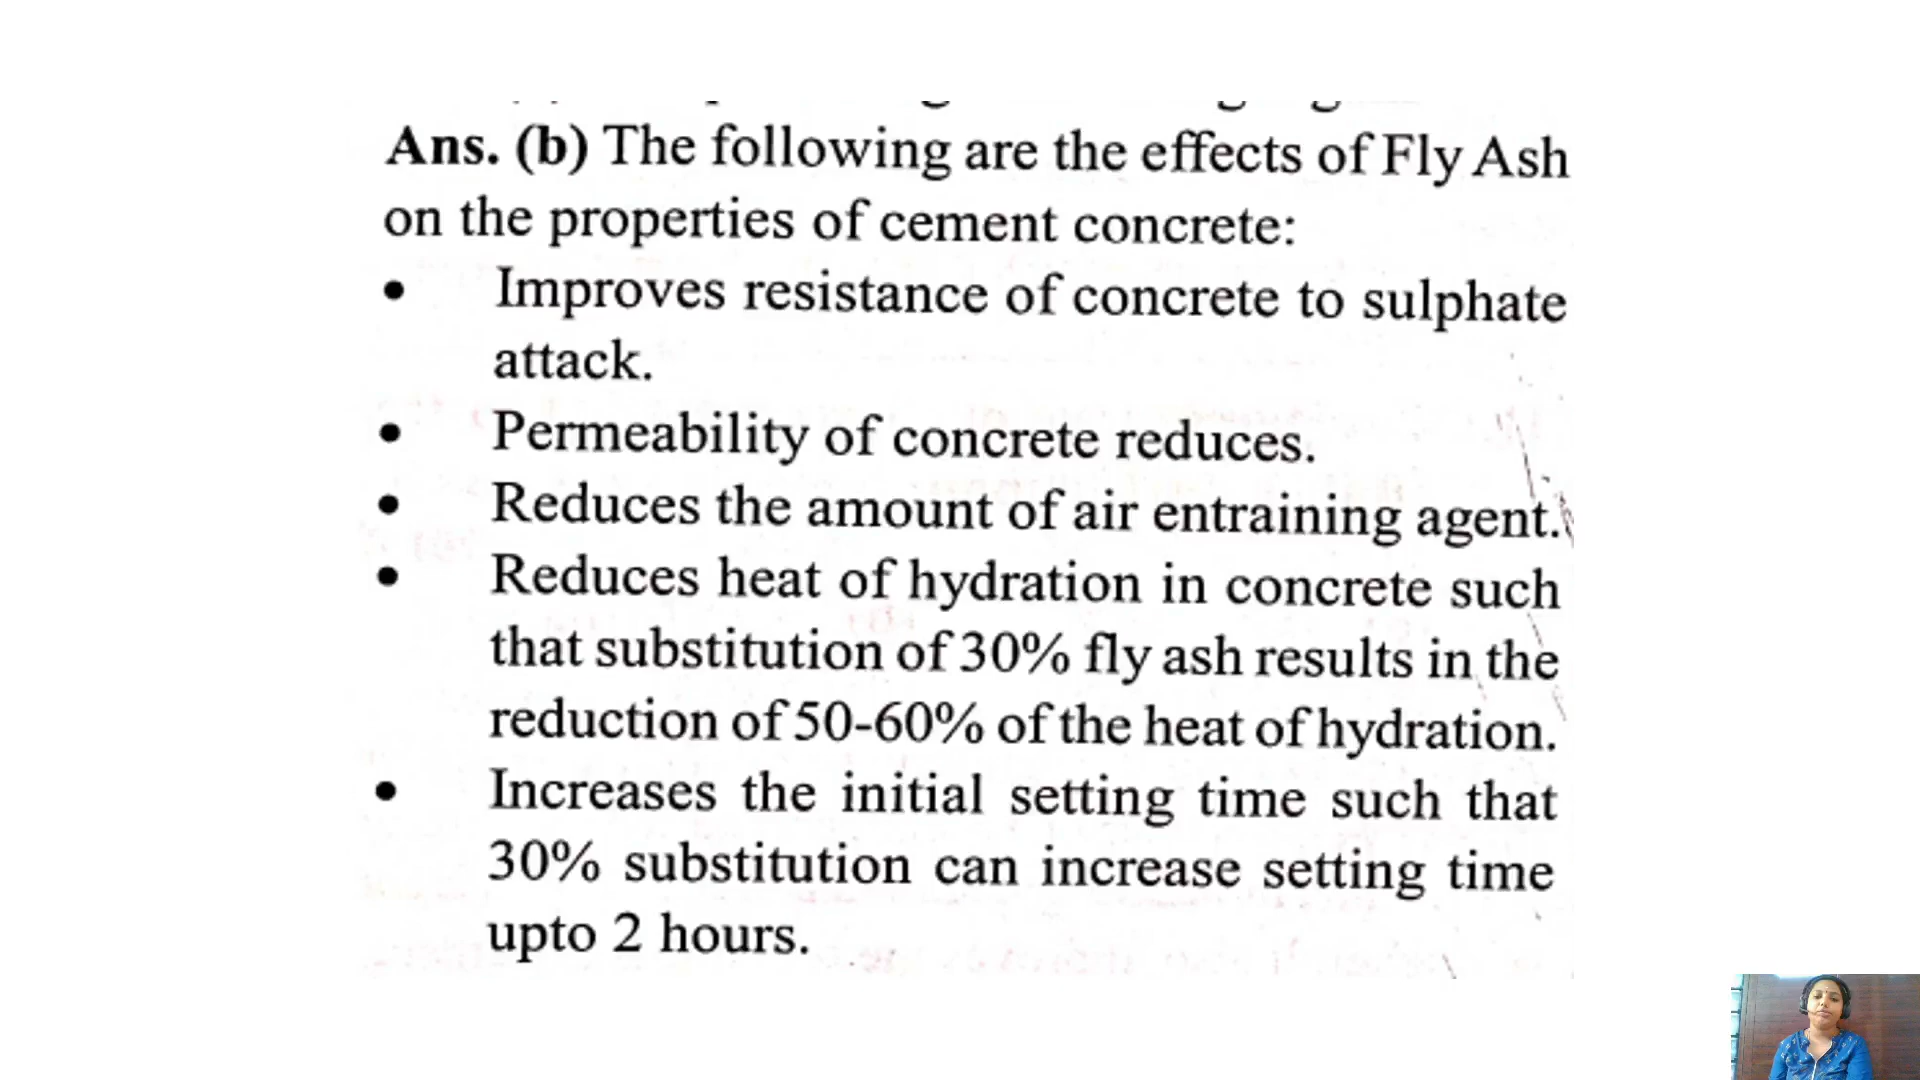 Ans. (b) The following are the effects of Fly Ash
on the properties of cement concrete:
• Improves resistance of concrete to sulphate
attack.
• Permeability of concrete reduces.
• Reduces the amount of air entraining agent.
• Reduces heat of hydration in concrete such
that substitution of 30% fly ash results in the
reduction of 50-60% of the heat of hydration.
• Increases the initial setting time such that
30% substitution can increase setting time
upto 2 hours.